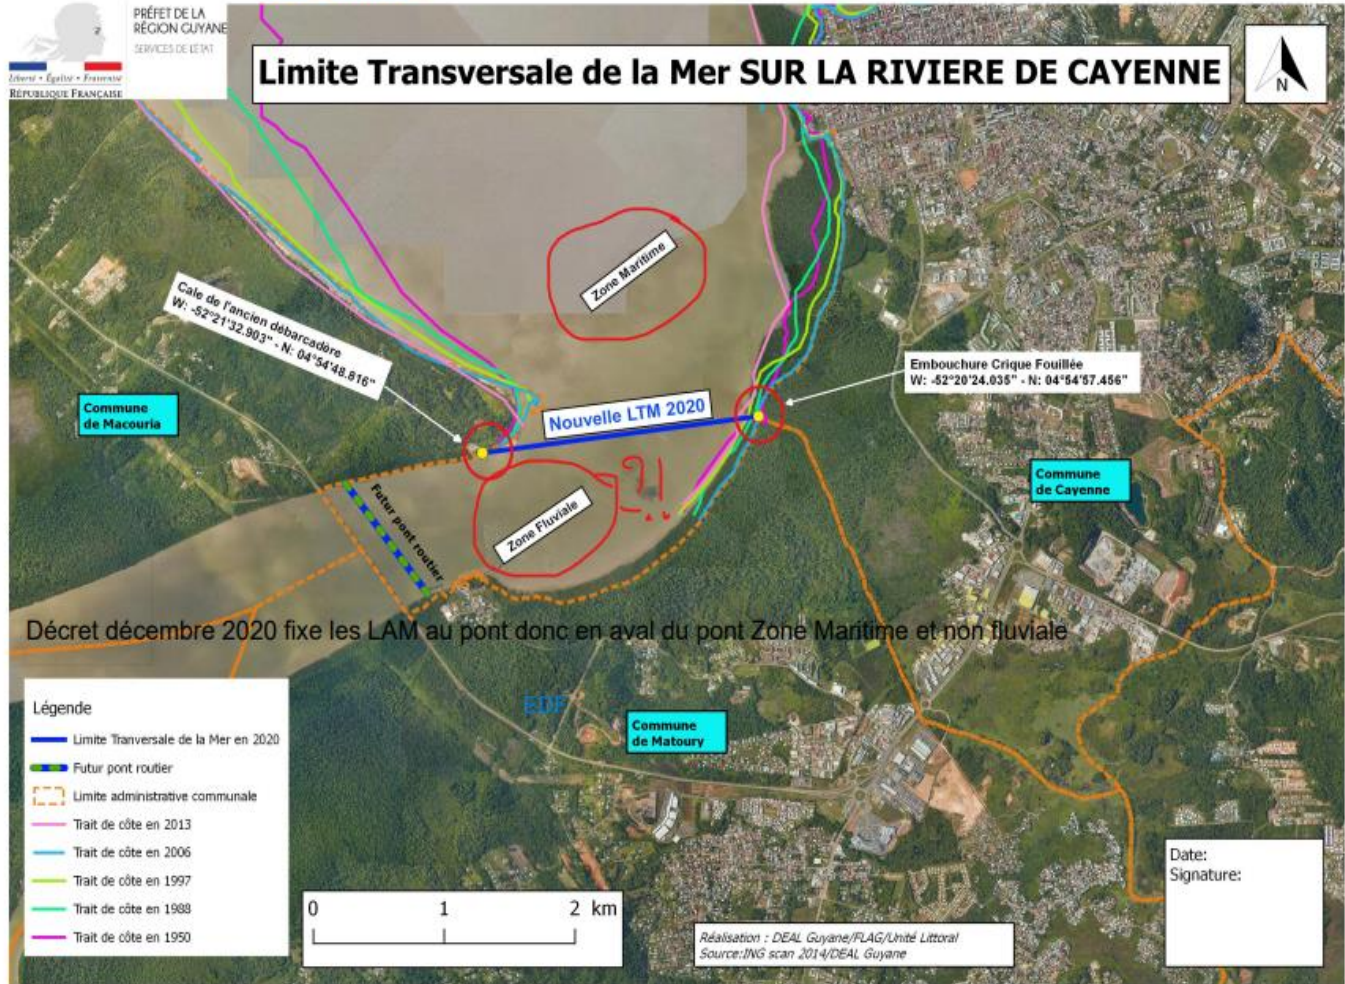 PRÉFET DE LA
RÉGION GUYANE
SERVICES DE L'ÉTAT
Liberté • Égalité • Fraternité
RÉPUBLIQUE FRANÇAISE
Limite Transversale de la Mer SUR LA RIVIERE DE CAYENNE
N
Zone Maritime
Cale de l'ancien débarcadère
W: -52°21'32.903" - N: 04°54'48.816"
Embouchure Crique Fouillée
W: -52°20'24.035" - N: 04°54'57.456"
Commune
de Macouria
Nouvelle LTM 2020
Commune
de Cayenne
?!
Futur pont routier
Zone Fluviale
Décret décembre 2020 fixe les LAM au pont donc en aval du pont Zone Maritime et non fluviale
EDF
Commune
de Matoury
Légende
Limite Tranversale de la Mer en 2020
Futur pont routier
Limite administrative communale
Trait de côte en 2013
Trait de côte en 2006
Trait de côte en 1997
Trait de côte en 1988
Trait de côte en 1950
0 1 2 km
Réalisation : DEAL Guyane/FLAG/Unité Littoral
Source:ING scan 2014/DEAL Guyane
Date:
Signature: